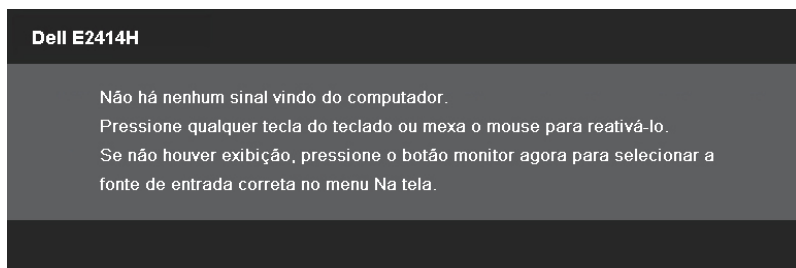 Dell E2414H
Não há nenhum sinal vindo do computador.
Pressione qualquer tecla do teclado ou mexa o mouse para reativá-lo.
Se não houver exibição, pressione o botão monitor agora para selecionar a
fonte de entrada correta no menu Na tela.